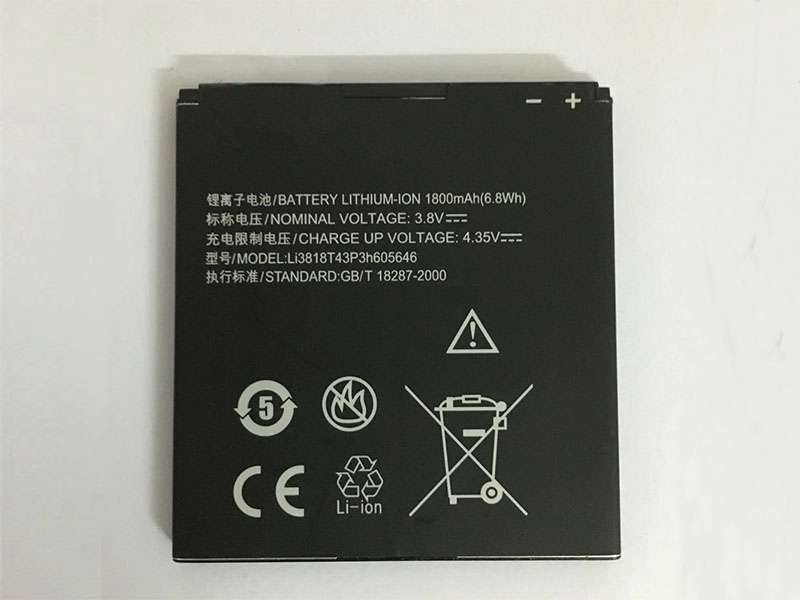 − +
锂离子电池/BATTERY LITHIUM-ION 1800mAh(6.8Wh)
标称电压/NOMINAL VOLTAGE: 3.8V⎓
充电限制电压/CHARGE UP VOLTAGE: 4.35V⎓
型号/MODEL:Li3818T43P3h605646
执行标准/STANDARD:GB/T 18287-2000
!
5
CE
Li-ion